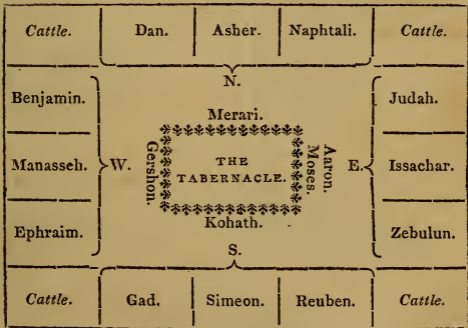 Cattle. Dan. Asher. Naphtali. Cattle.
N.
Benjamin. Judah.
Merari.
Manasseh. W. Gershon. THE TABERNACLE. Moses. Aaron. E. Issachar.
Kohath.
Ephraim. Zebulun.
S.
Cattle. Gad. Simeon. Reuben. Cattle.